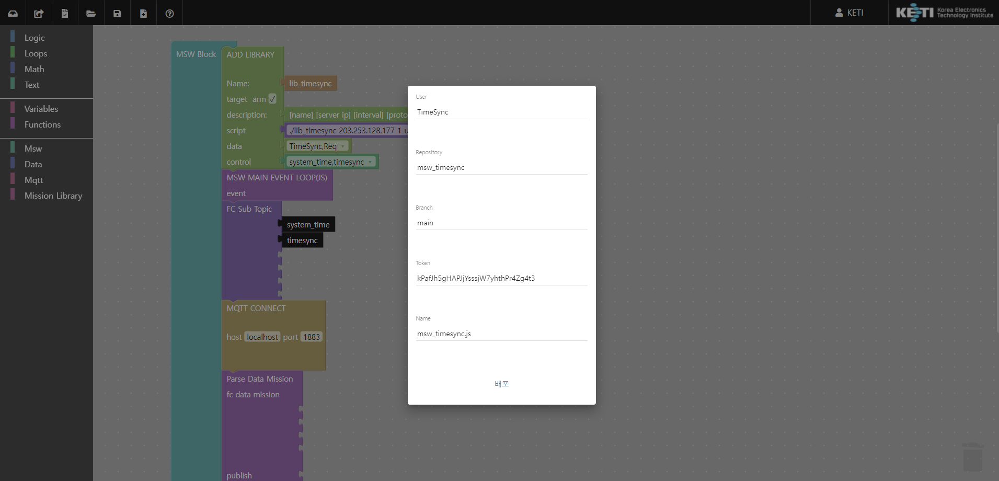 KETI
KETI Korea Electronics
Technology Institute
Logic
Loops
Math
Text
Variables
Functions
Msw
Data
Mqtt
Mission Library
MSW Block
ADD LIBRARY
Name: lib_timesync
target arm ✓
description: [name] [server ip] [interval] [proto
script ./lib_timesync 203.253.128.177 1 u
data TimeSync,Req
control system_time,timesync
MSW MAIN EVENT LOOP(JS)
event
FC Sub Topic
system_time
timesync
MQTT CONNECT
host localhost port 1883
Parse Data Mission
fc data mission
publish
User
TimeSync
Repository
msw_timesync
Branch
main
Token
kPafJh5gHAPJjYsssjW7yhthPr4Zg4t3
Name
msw_timesync.js
배포